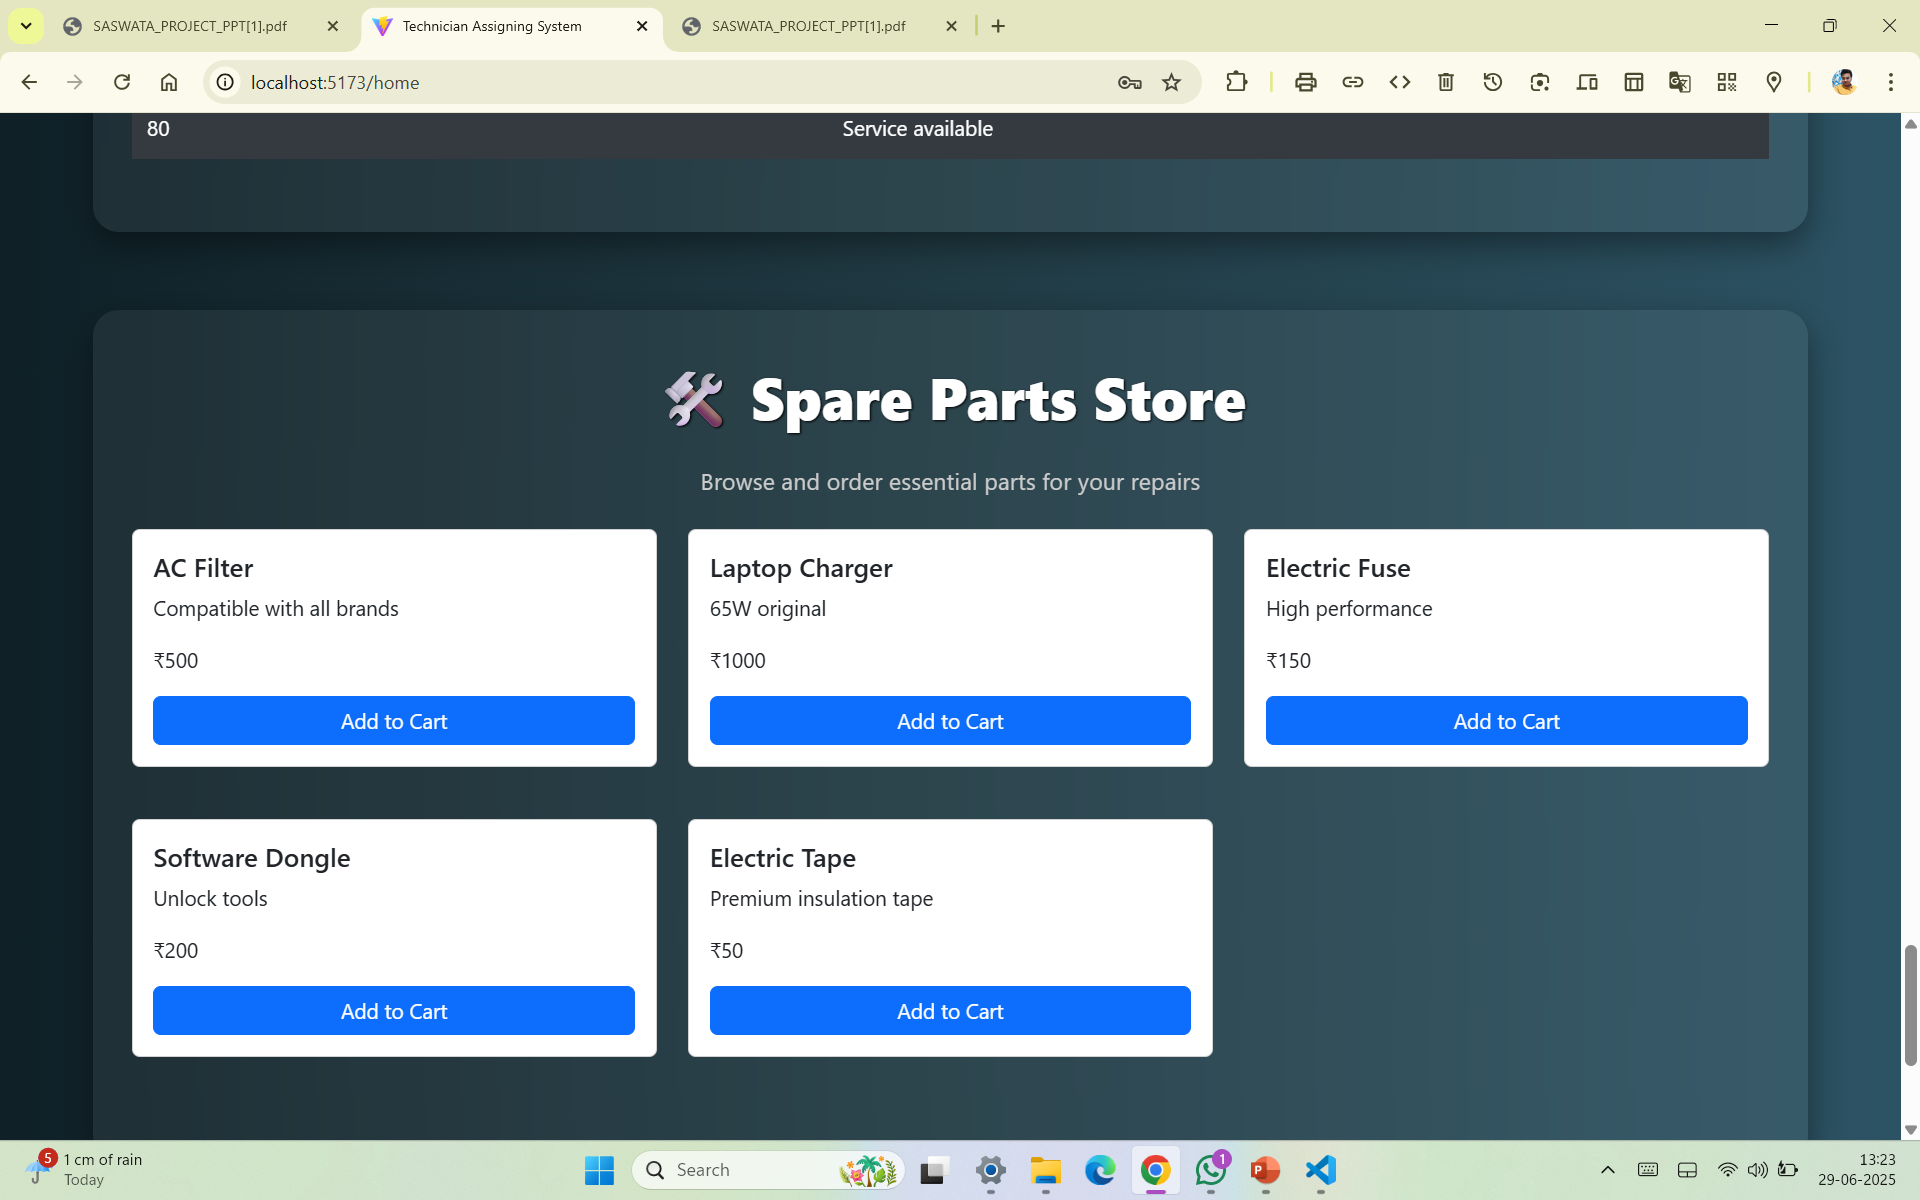 SASWATA_PROJECT_PPT[1].pdf
Technician Assigning System
SASWATA_PROJECT_PPT[1].pdf
localhost:5173/home
80
Service available
Spare Parts Store
Browse and order essential parts for your repairs
AC Filter
Compatible with all brands
₹500
Add to Cart
Laptop Charger
65W original
₹1000
Add to Cart
Electric Fuse
High performance
₹150
Add to Cart
Software Dongle
Unlock tools
₹200
Add to Cart
Electric Tape
Premium insulation tape
₹50
Add to Cart
5
1 cm of rain
Today
Search
1
13:23
29-06-2025